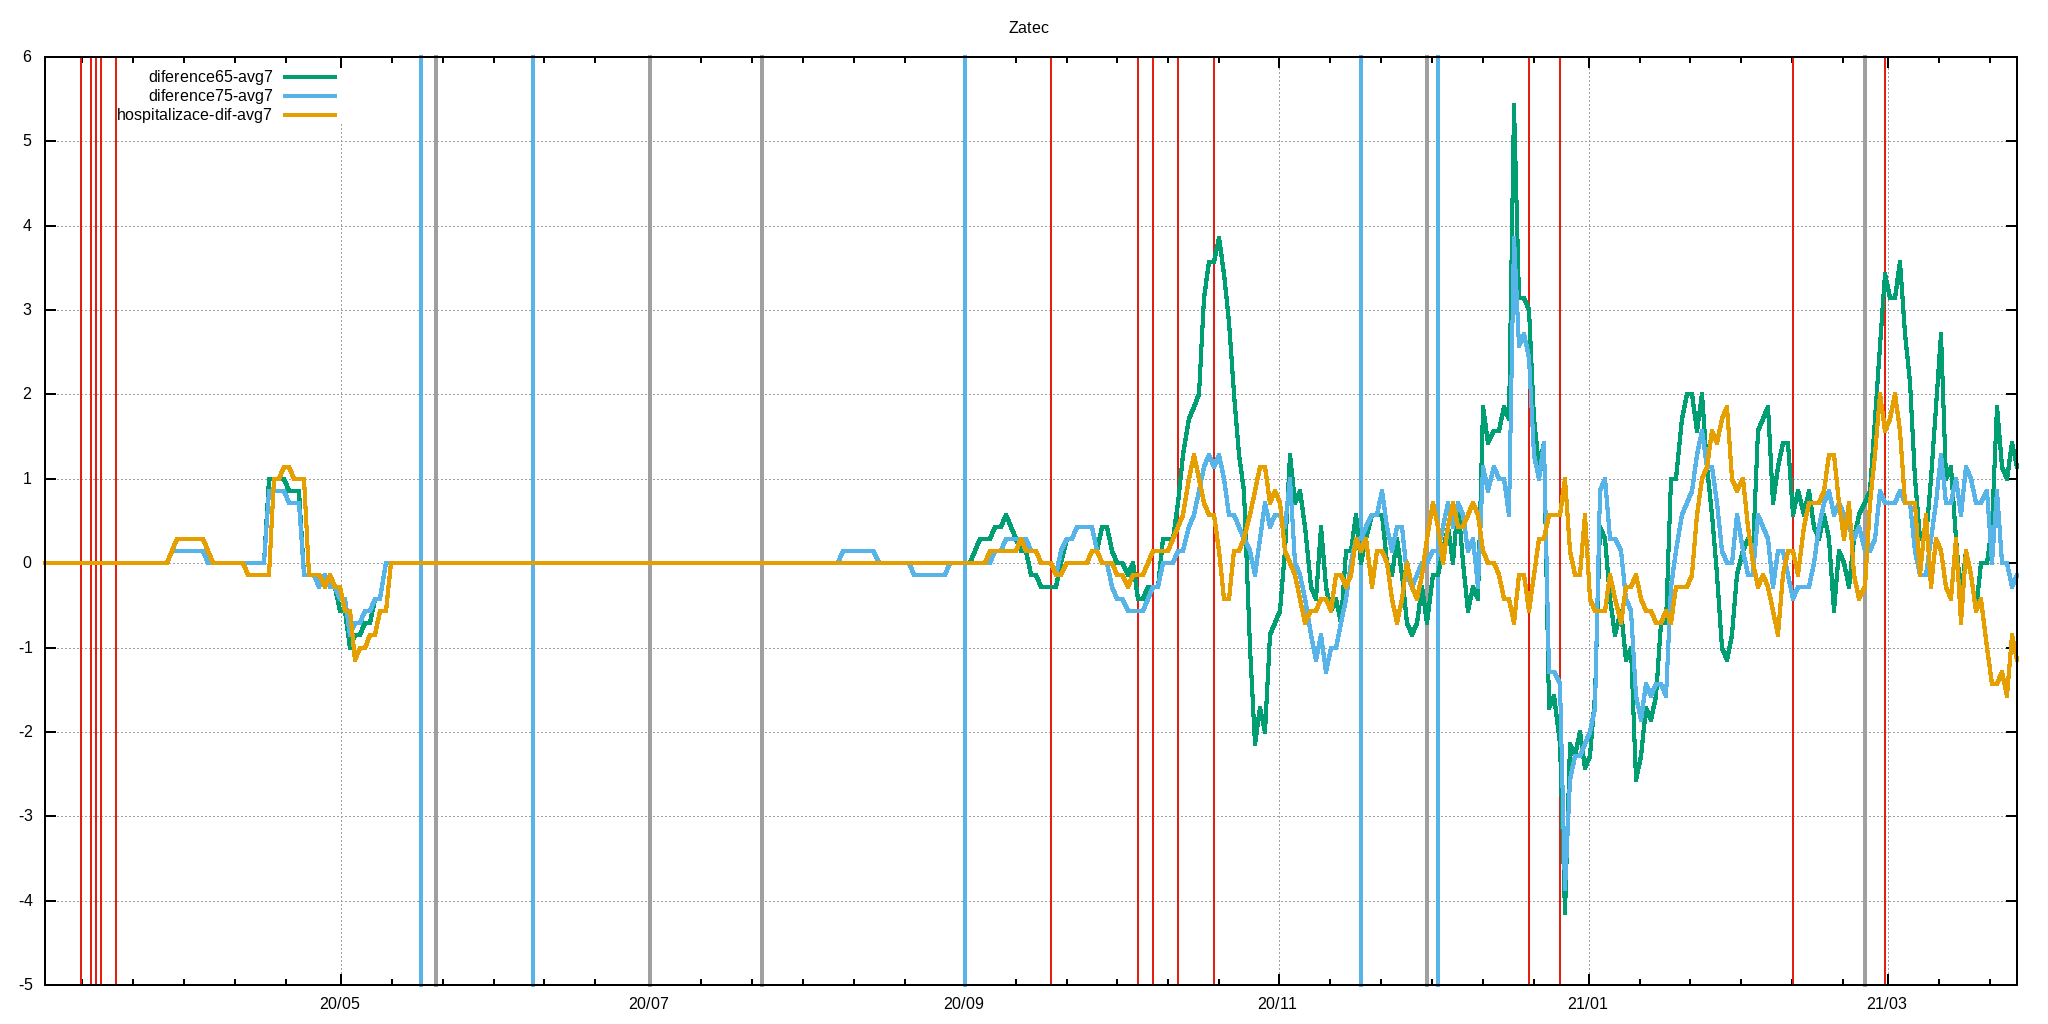 Zatec
6
diference65-avg7
diference75-avg7
hospitalizace-dif-avg7
5
4
3
2
1
0
-1
-2
-3
-4
-5
20/05 20/07 20/09 20/11 21/01 21/03